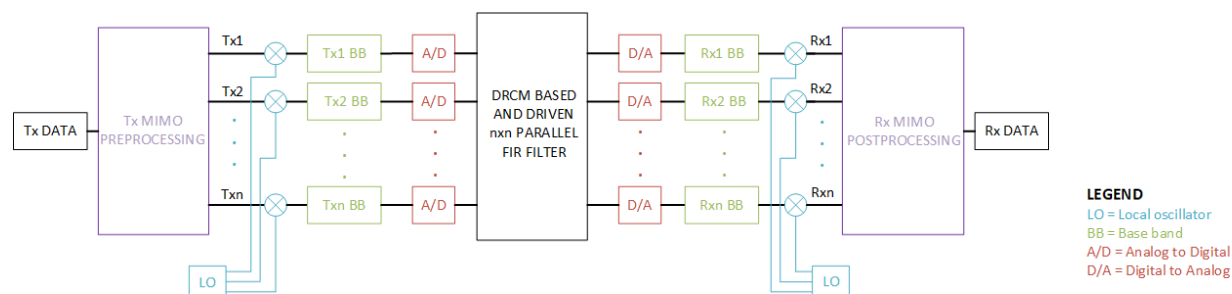 Tx DATA
Tx MIMO
PREPROCESSING
Tx1
Tx2
Txn
LO
Tx1 BB
Tx2 BB
Txn BB
A/D
A/D
A/D
DRCM BASED
AND DRIVEN
nxn PARALLEL
FIR FILTER
D/A
D/A
D/A
Rx1 BB
Rx2 BB
Rxn BB
Rx1
Rx2
Rxn
LO
Rx MIMO
POSTPROCESSING
Rx DATA
LEGEND
LO = Local oscillator
BB = Base band
A/D = Analog to Digital
D/A = Digital to Analog